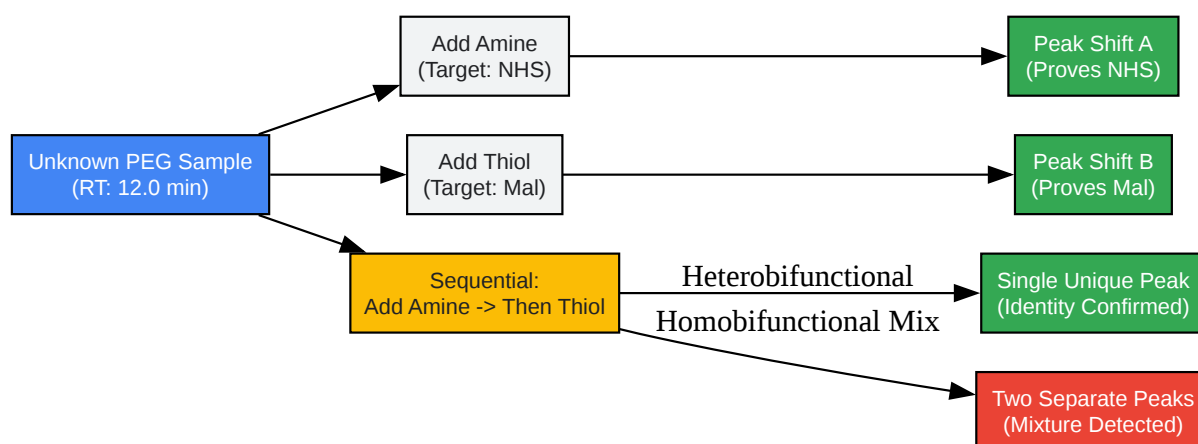 Add Amine
(Target: NHS)
Peak Shift A
(Proves NHS)
Unknown PEG Sample
(RT: 12.0 min)
Add Thiol
(Target: Mal)
Peak Shift B
(Proves Mal)
Sequential:
Add Amine -> Then Thiol
Heterobifunctional
Homobifunctional Mix
Single Unique Peak
(Identity Confirmed)
Two Separate Peaks
(Mixture Detected)